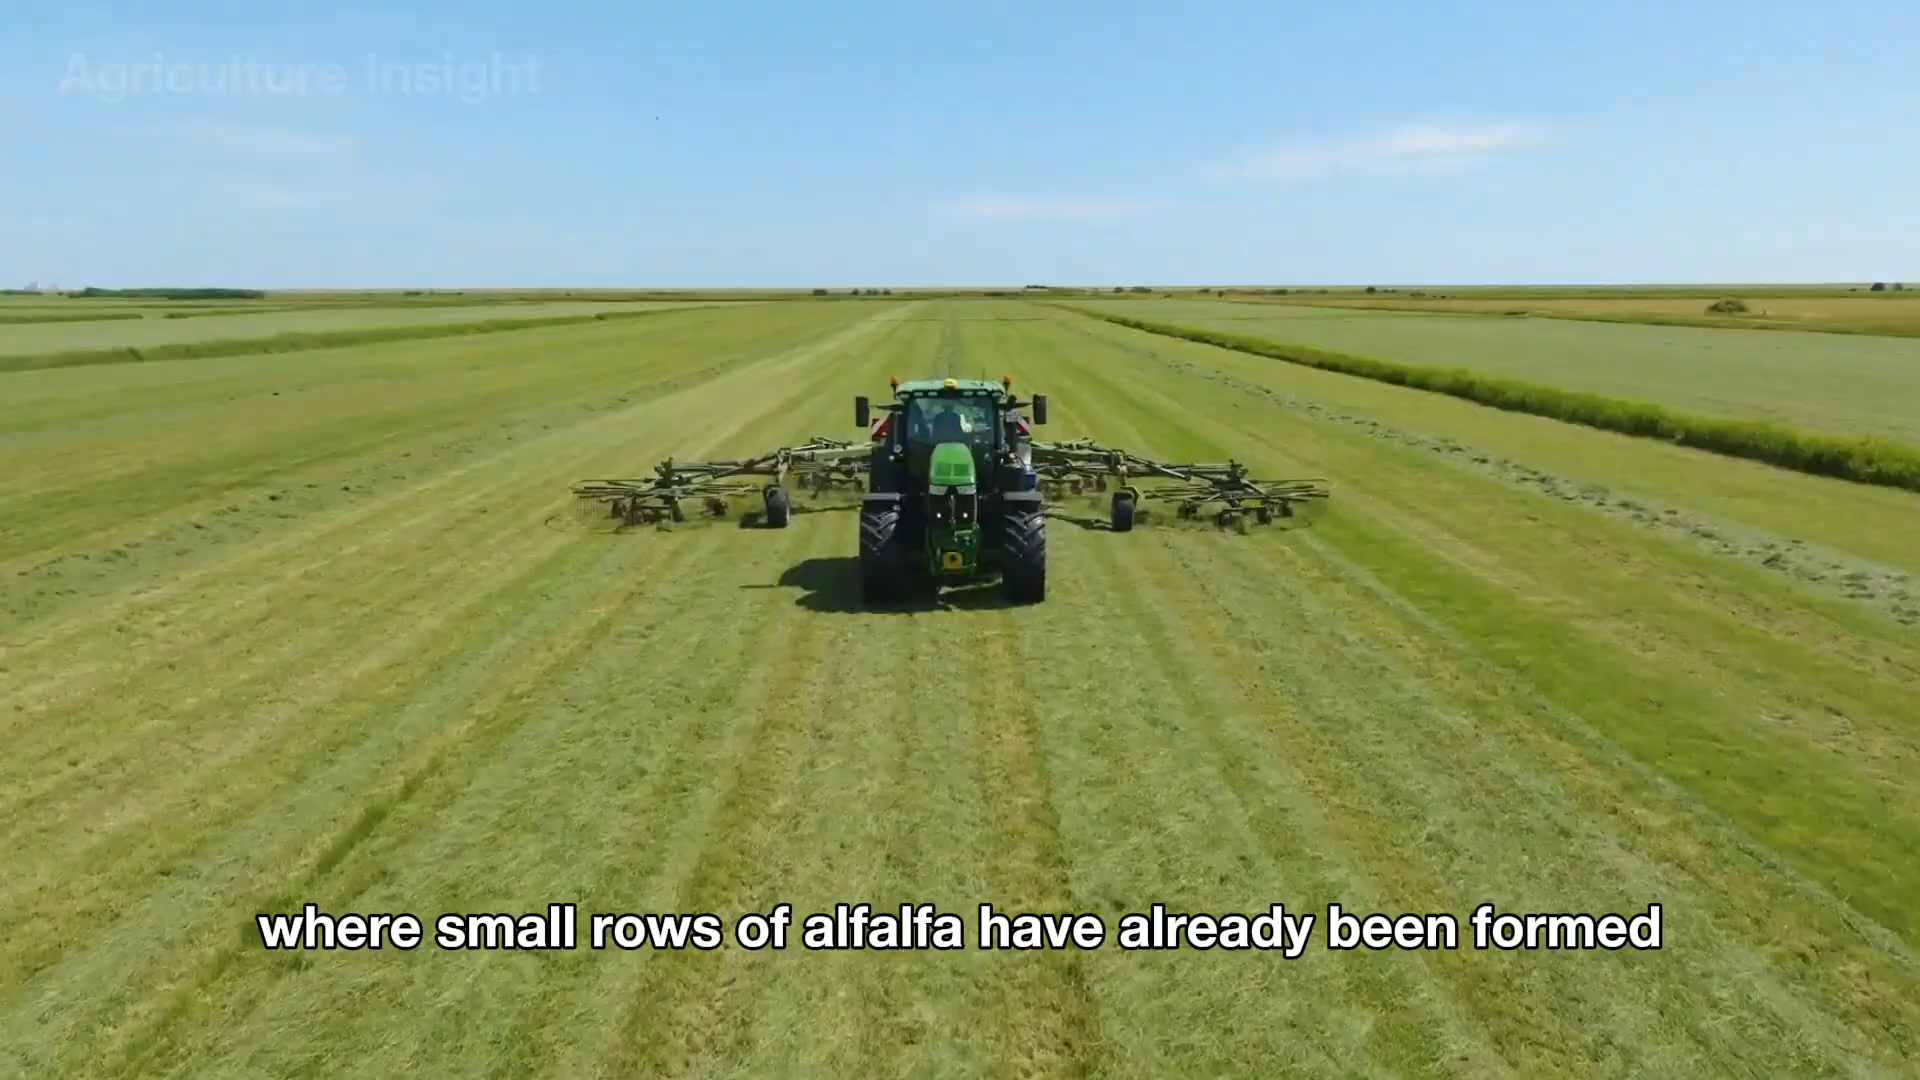 Agriculture Insight
where small rows of alfalfa have already been formed